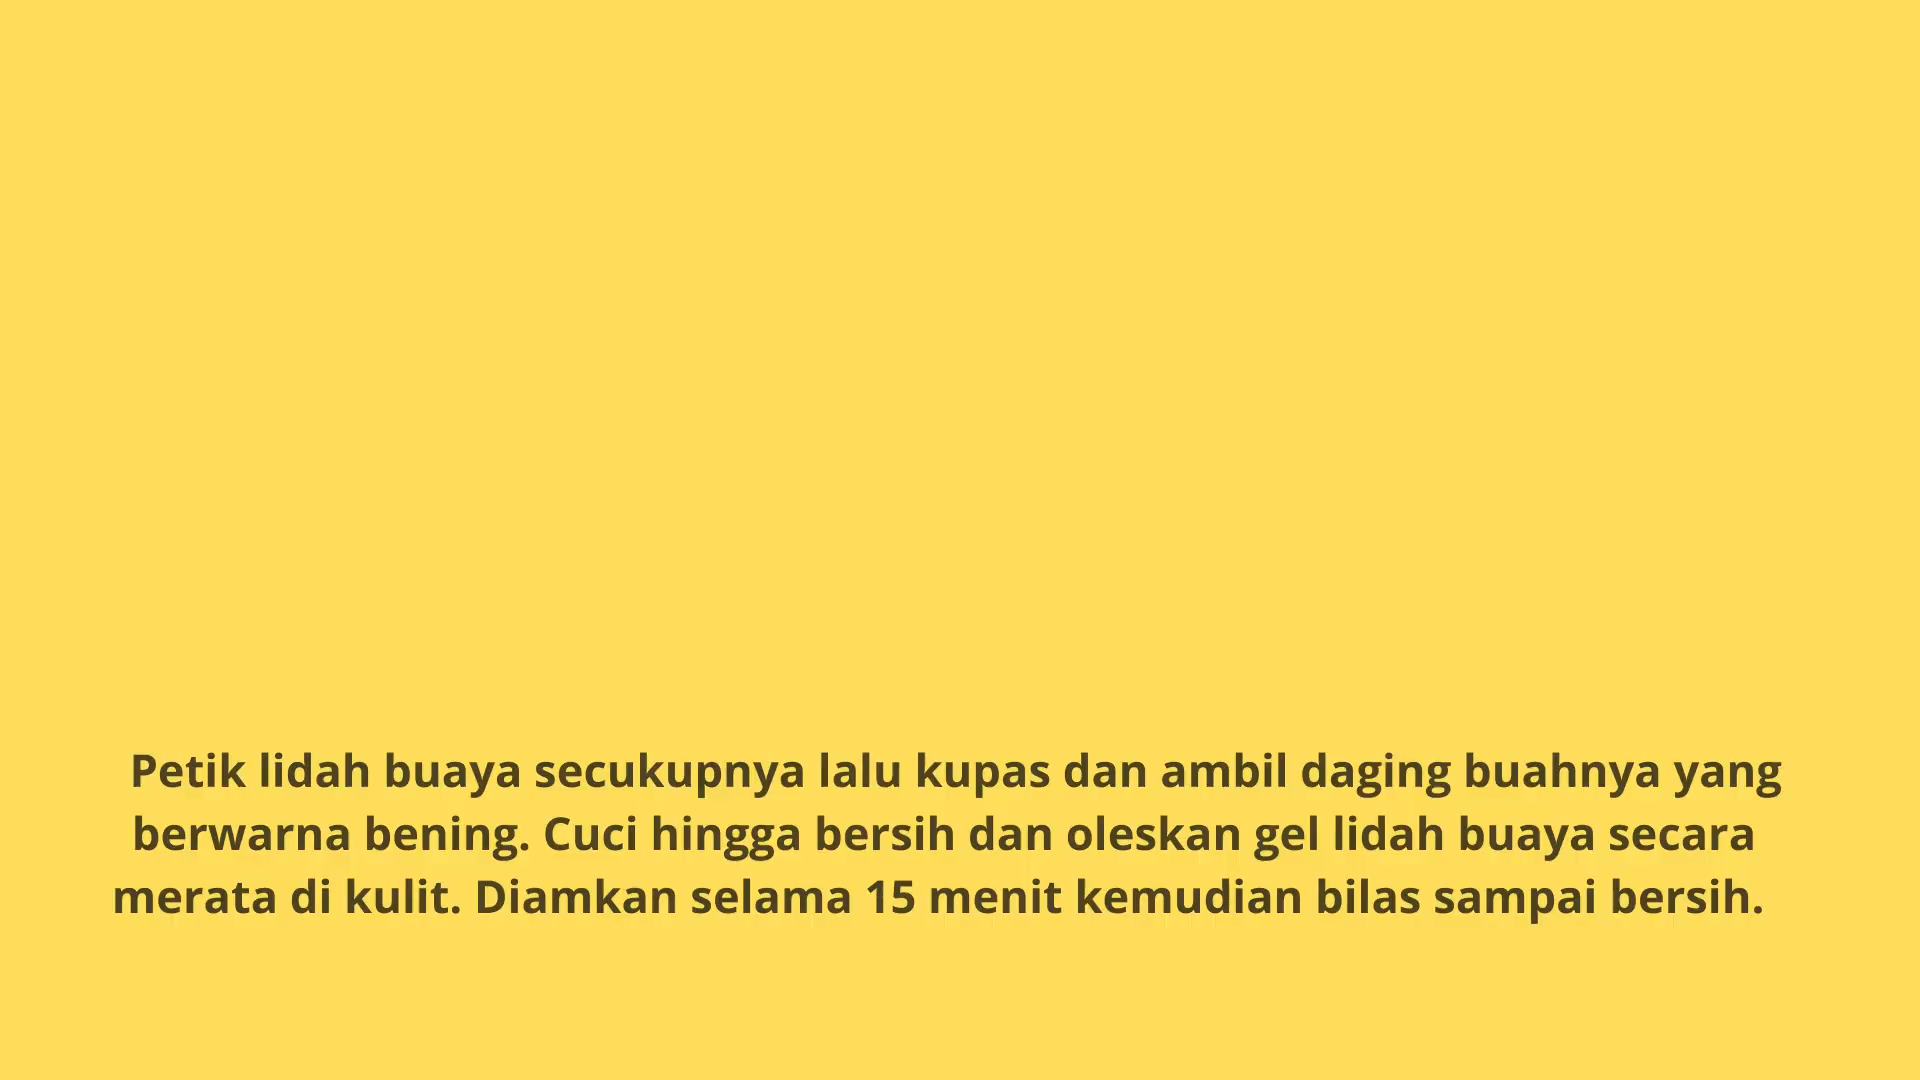 Petik lidah buaya secukupnya lalu kupas dan ambil daging buahnya yang
berwarna bening. Cuci hingga bersih dan oleskan gel lidah buaya secara
merata di kulit. Diamkan selama 15 menit kemudian bilas sampai bersih.